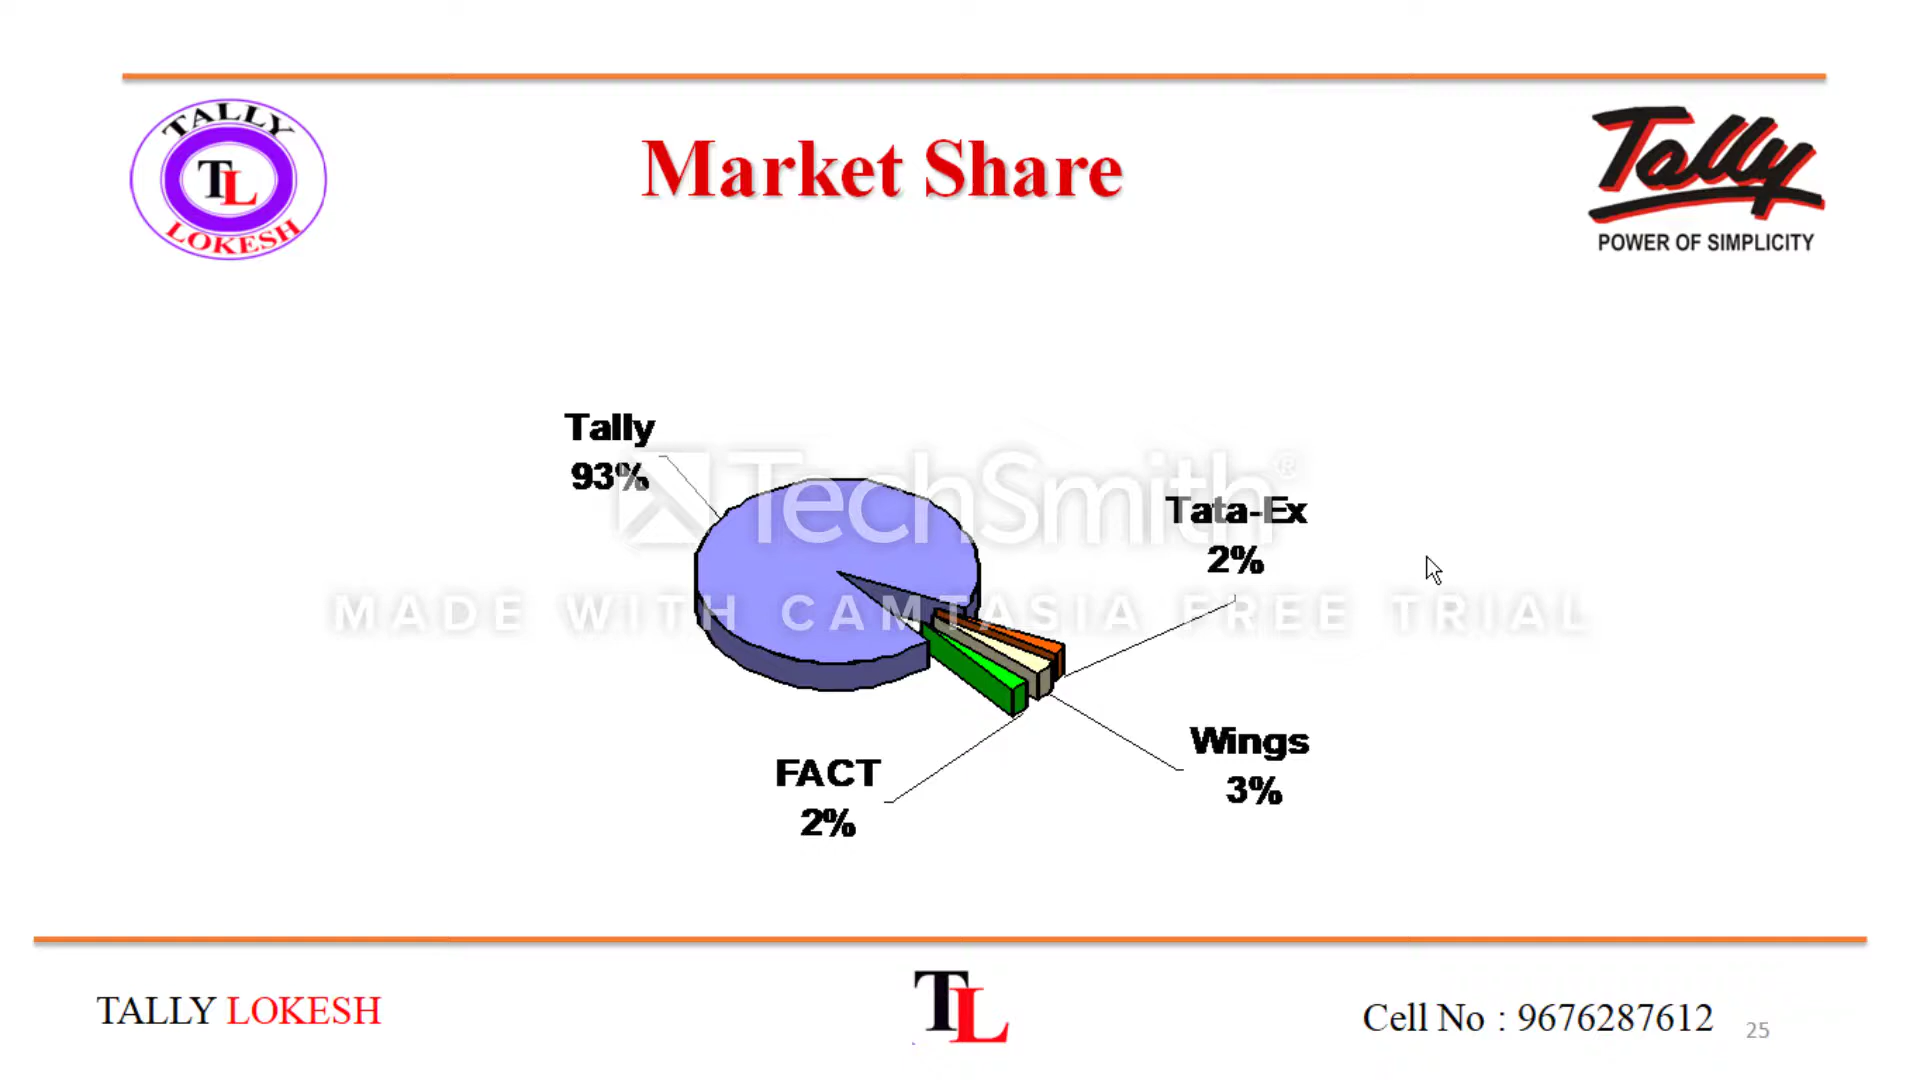 TALLY
TL
LOKESH
Market Share
Tally
POWER OF SIMPLICITY
Tally
93%
TechSmith®
Tata-Ex
2%
MADE WITH CAMTASIA FREE TRIAL
Wings
3%
FACT
2%
TALLY LOKESH
TL
Cell No : 9676287612
25